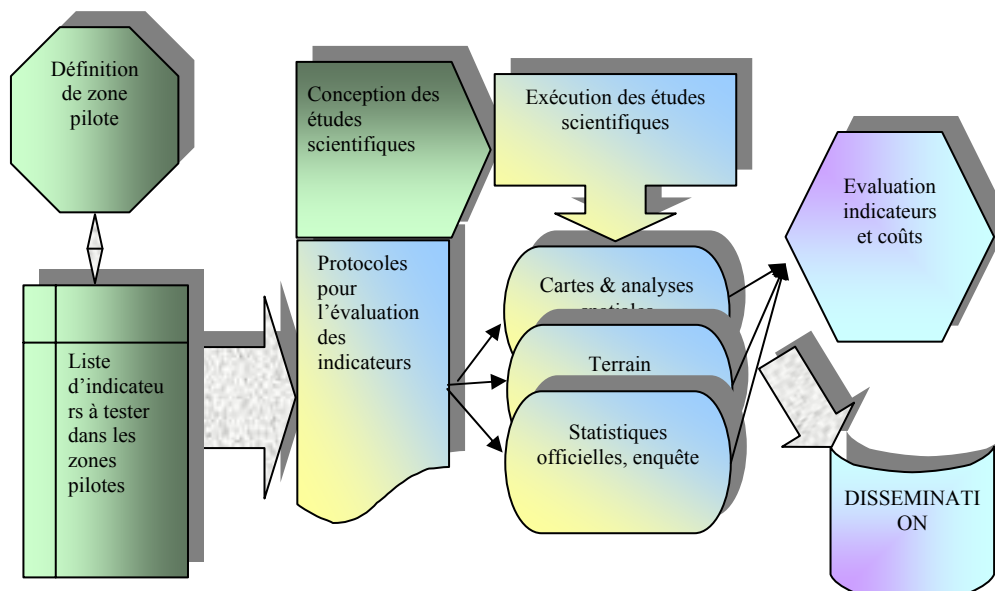 Définition
de zone
pilote
Liste
d'indicateu
rs à tester
dans les
zones
pilotes
Conception des
études
scientifiques
Protocoles
pour
l'évaluation
des
indicateurs
Exécution des études
scientifiques
Cartes & analyses
spatiales
Terrain
Statistiques
officielles, enquête
Evaluation
indicateurs
et coûts
DISSEMINATI
ON